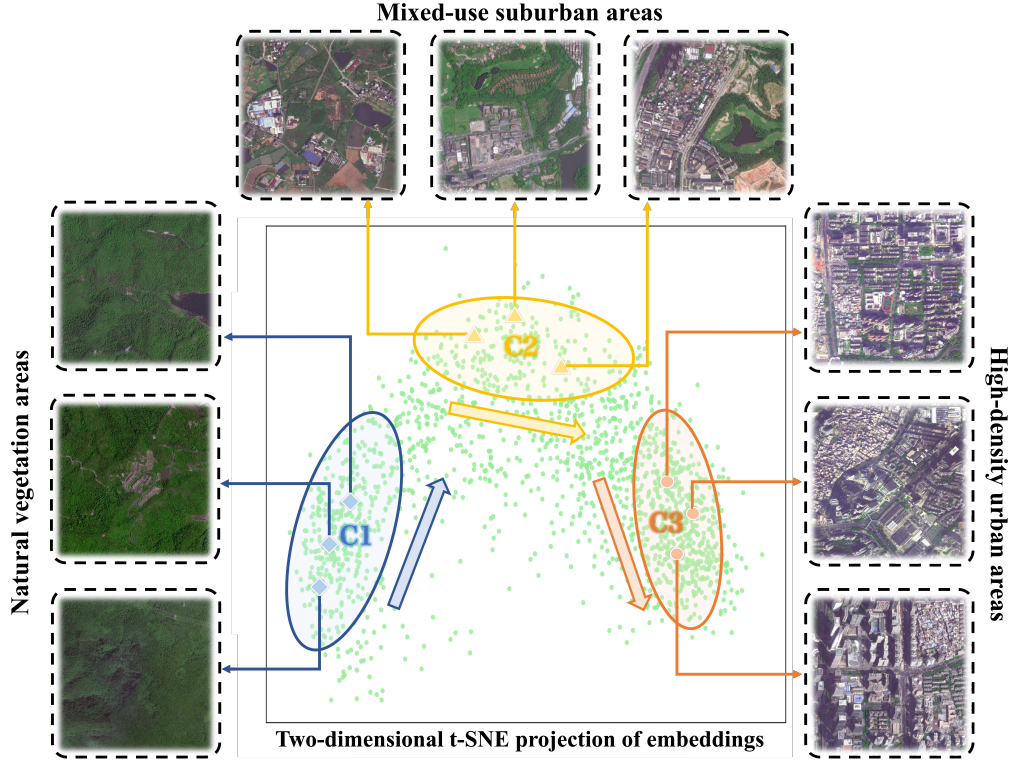 Mixed-use suburban areas
Natural vegetation areas
C2
C1
C3
High-density urban areas
Two-dimensional t-SNE projection of embeddings